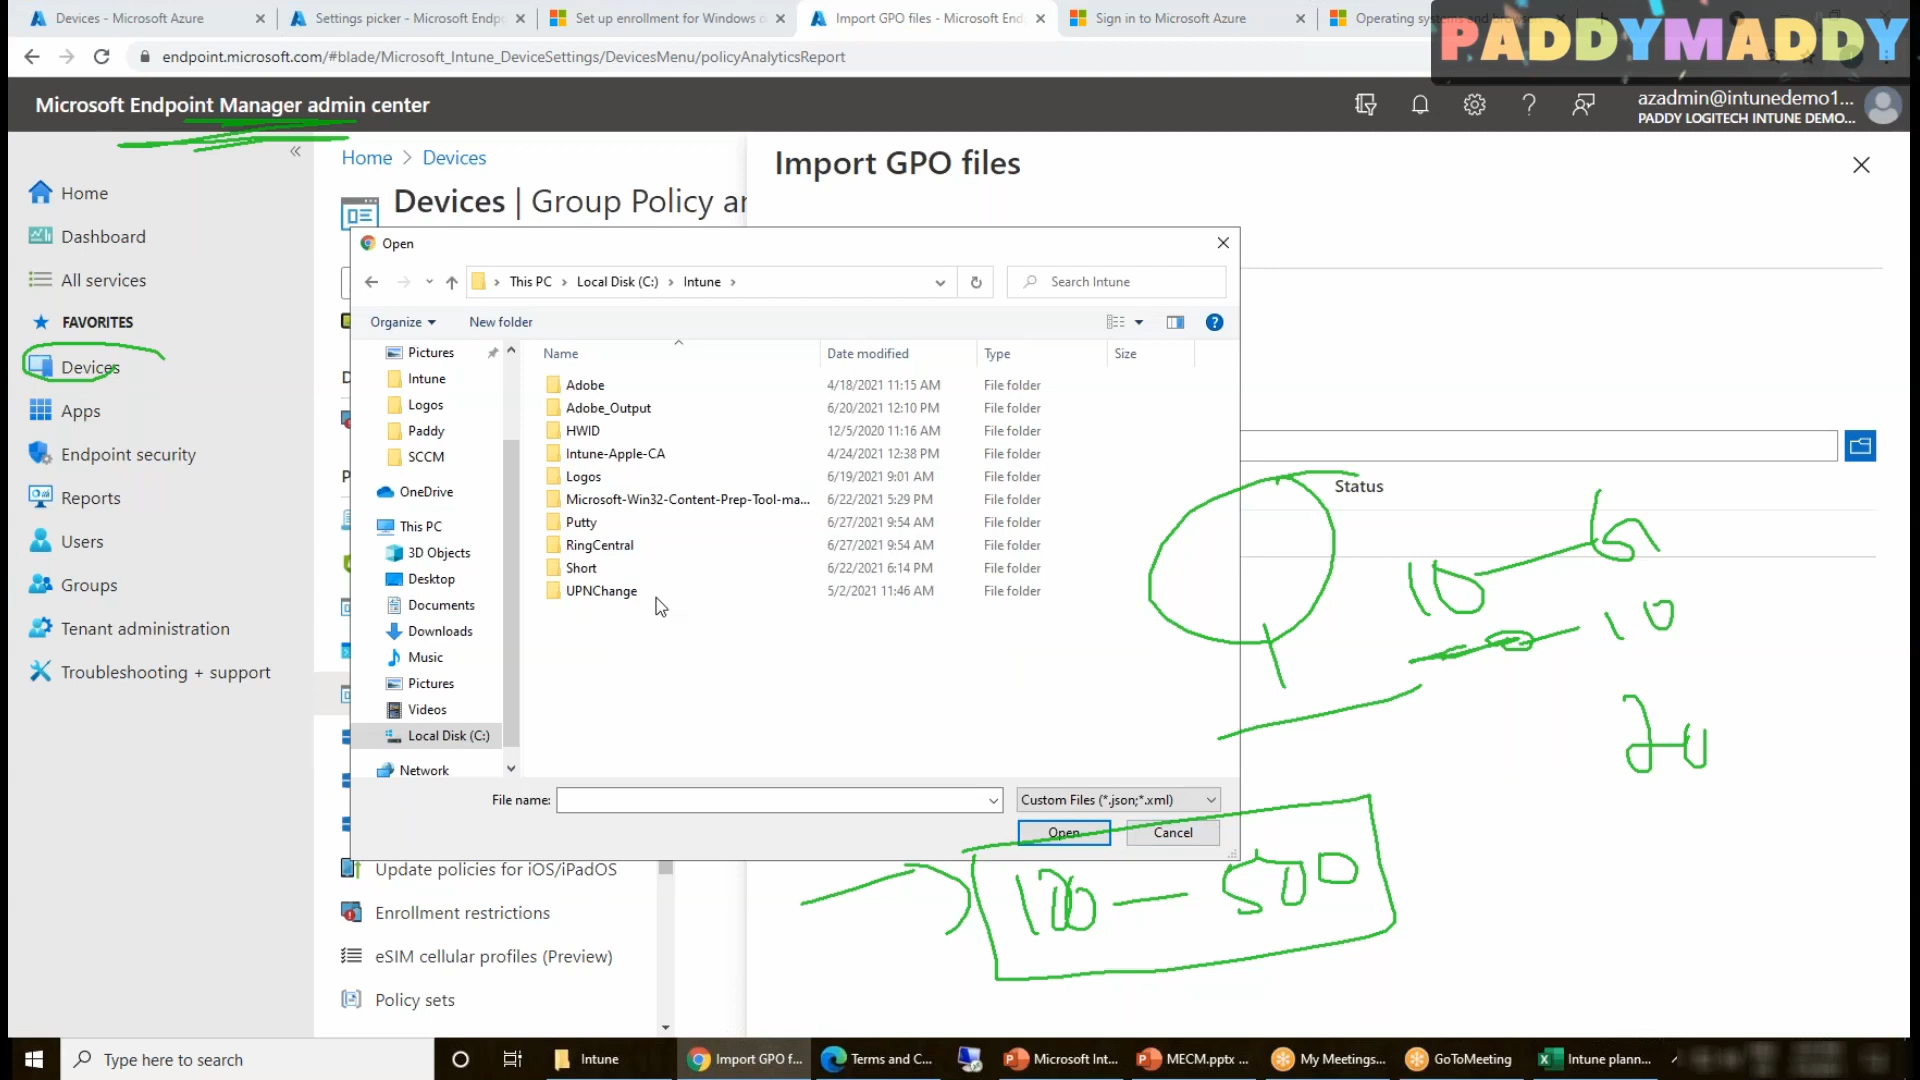 Devices - Microsoft Azure
Settings picker - Microsoft Endpo
Set up enrollment for Windows d
Import GPO files - Microsoft End
Sign in to Microsoft Azure
Operating systems and brows
PADDYMADDY
endpoint.microsoft.com/#blade/Microsoft_Intune_DeviceSettings/DevicesMenu/policyAnalyticsReport
Microsoft Endpoint Manager admin center
azadmin@intunedemo1...
PADDY LOGITECH INTUNE DEMO...
Home
Dashboard
All services
FAVORITES
Devices
Apps
Endpoint security
Reports
Users
Groups
Tenant administration
Troubleshooting + support
Home > Devices
Devices | Group Policy an
Import GPO files
Open
This PC > Local Disk (C:) > Intune >
Search Intune
Organize
New folder
Pictures
Intune
Logos
Paddy
SCCM
OneDrive
This PC
3D Objects
Desktop
Documents
Downloads
Music
Pictures
Videos
Local Disk (C:)
Network
Name Date modified Type Size
Adobe 4/18/2021 11:15 AM File folder
Adobe_Output 6/20/2021 12:10 PM File folder
HWID 12/5/2020 11:16 AM File folder
Intune-Apple-CA 4/24/2021 12:38 PM File folder
Logos 6/19/2021 9:01 AM File folder
Microsoft-Win32-Content-Prep-Tool-ma... 6/22/2021 5:29 PM File folder
Putty 6/27/2021 9:54 AM File folder
RingCentral 6/27/2021 9:54 AM File folder
Short 6/22/2021 6:14 PM File folder
UPNChange 5/2/2021 11:46 AM File folder
File name:
Custom Files (*.json;*.xml)
Open
Cancel
Status
10
10
20
500
Update policies for iOS/iPadOS
Enrollment restrictions
eSIM cellular profiles (Preview)
Policy sets
Type here to search
Intune
Import GPO f...
Terms and C...
Microsoft Int...
MECM.pptx ...
My Meetings...
GoToMeeting
Intune plann...